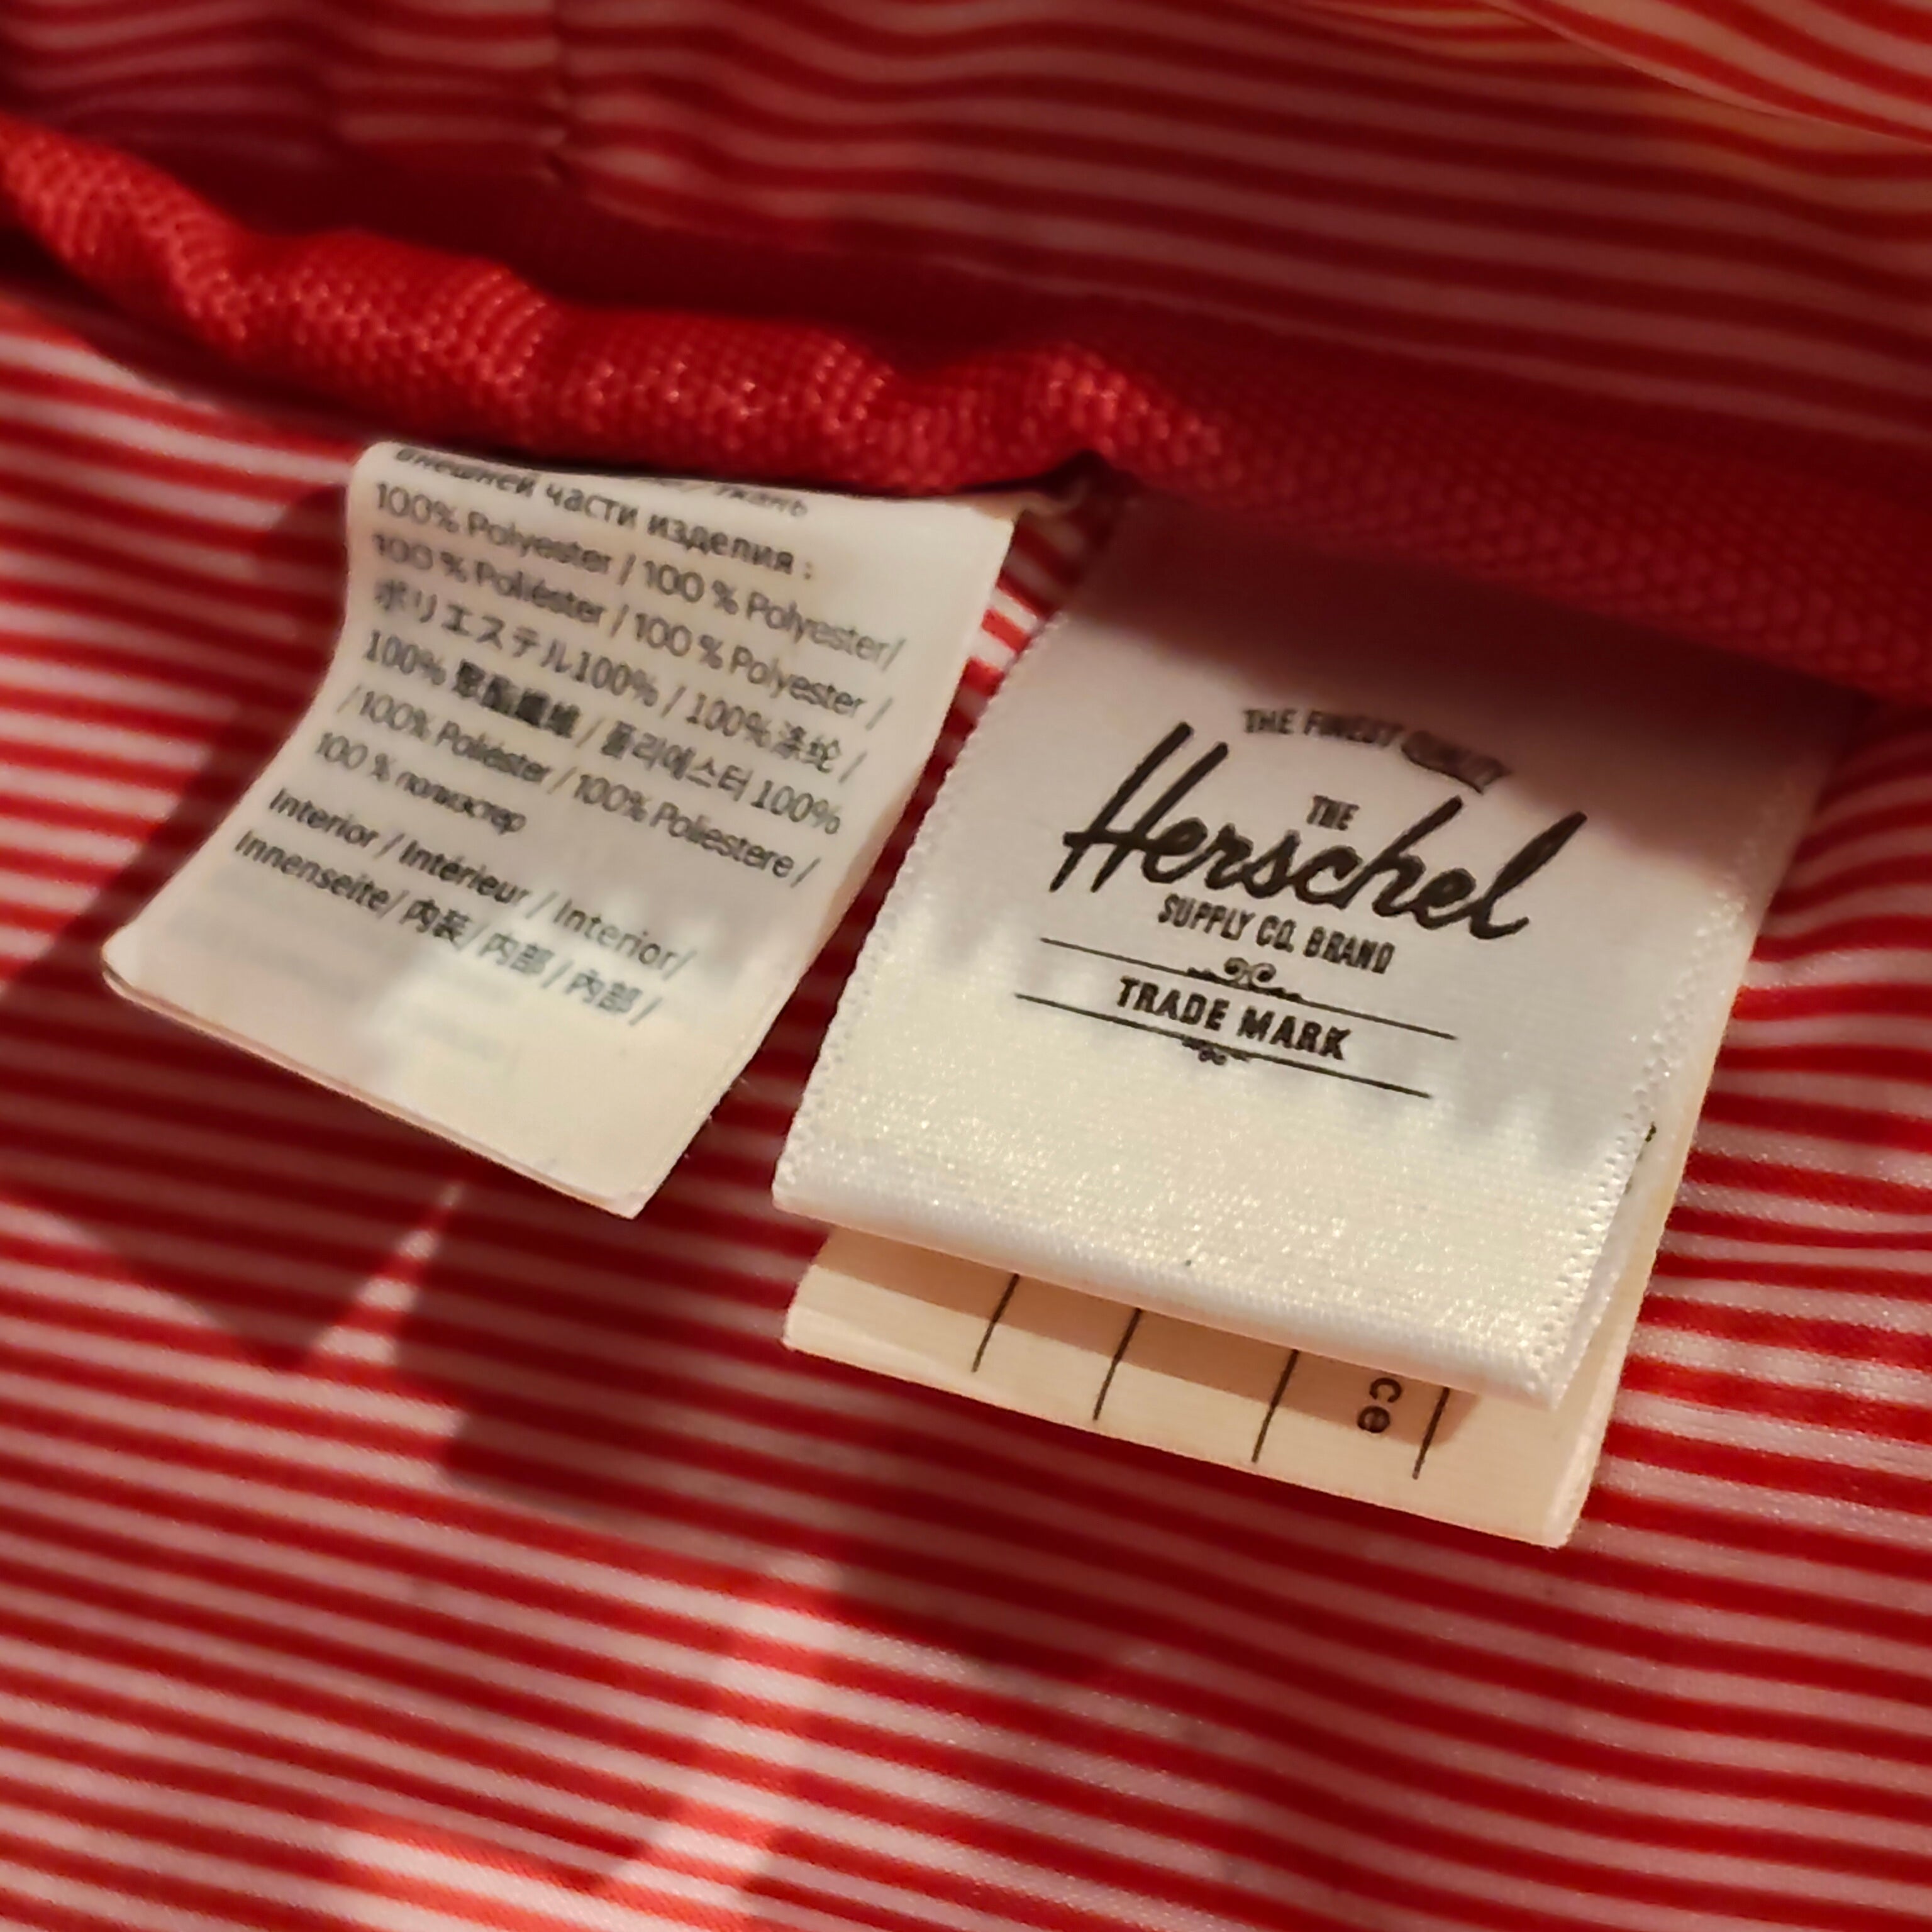 внешней части изделия :
100% Polyester / 100 % Polyester/
100 % Poliéster / 100 % Polyester /
ポリエステル100% / 100%涤纶 /
100% 聚酯纖維 / 폴리에스터 100%
/100% Poliéster / 100% Poliestere /
100 % полиэстер
Interior / Intérieur / Interior/
Innenseite/ 内装/ 内部 / 內部 /
THE FINEST QUALITY
THE
Herschel
SUPPLY CO. BRAND
TRADE MARK
ce